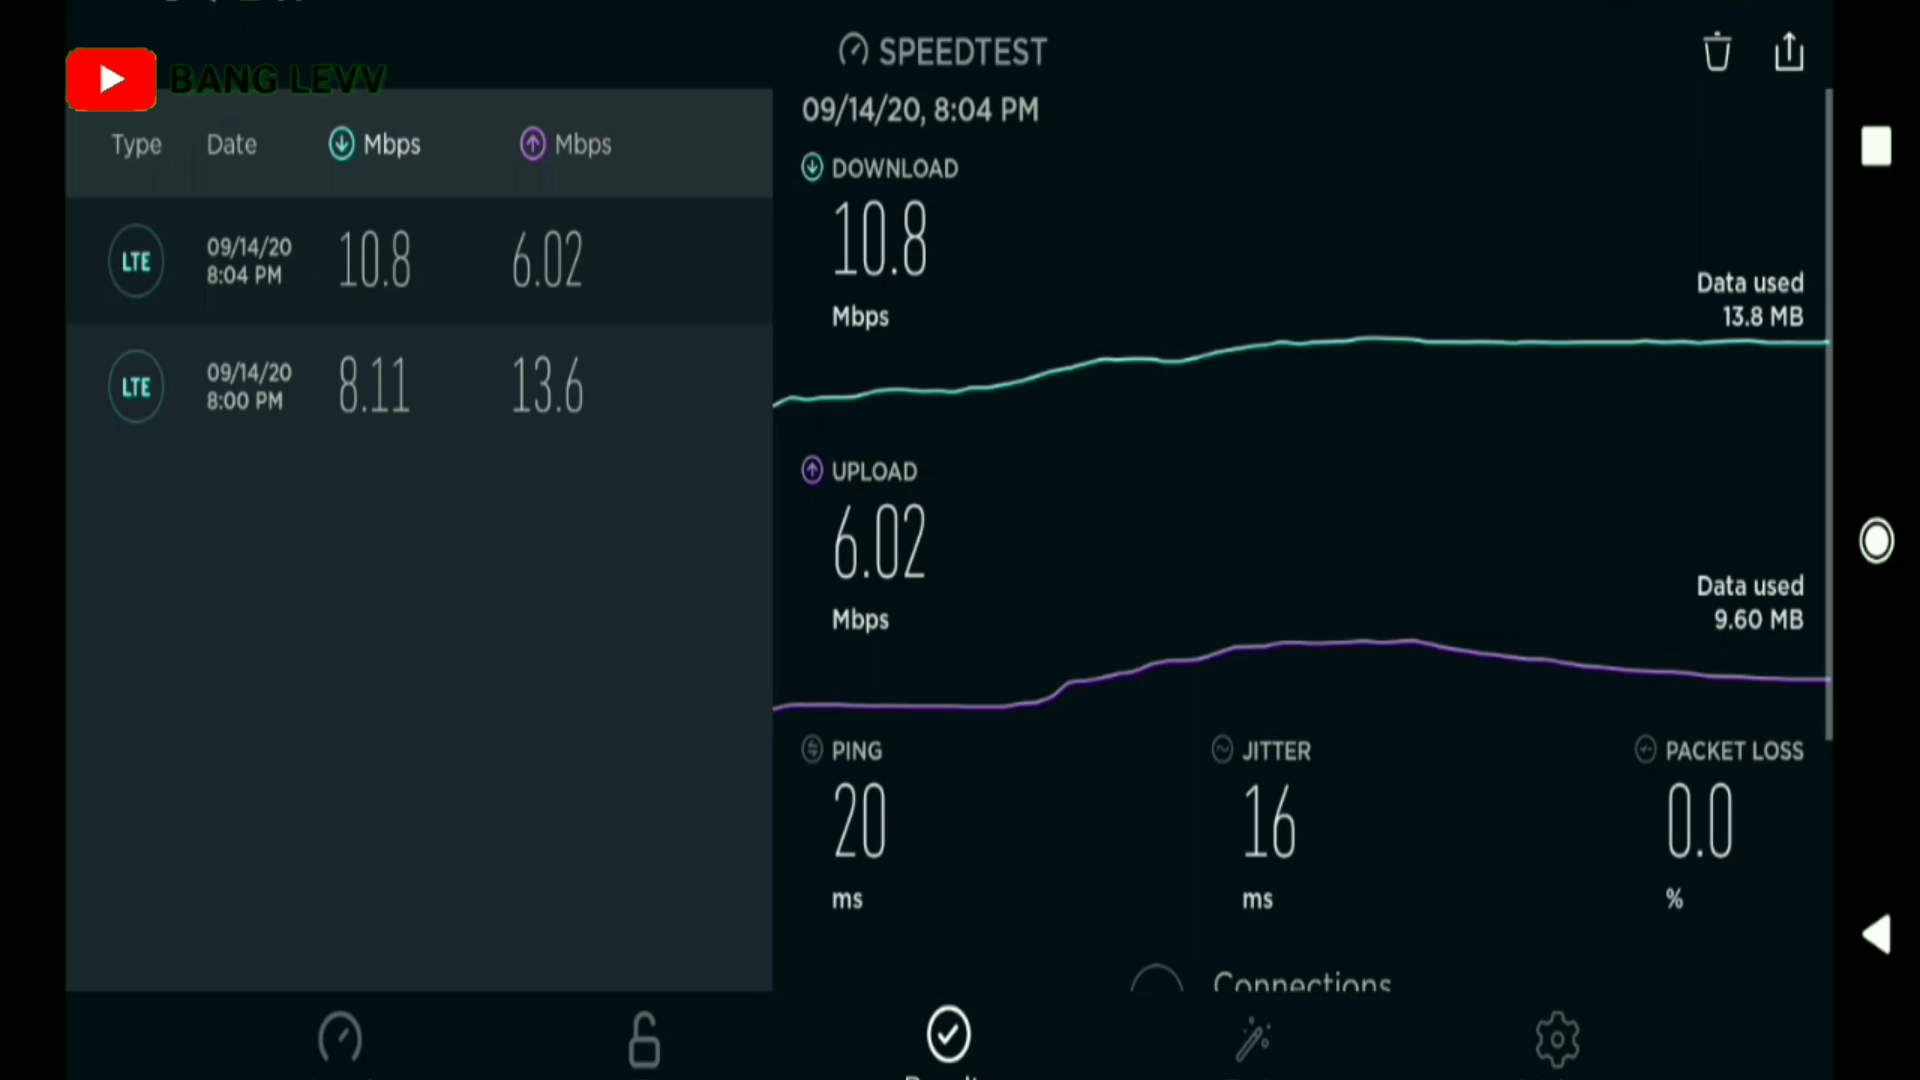 BANG LEVV
SPEEDTEST
Type Date Mbps Mbps
LTE 09/14/20 8:04 PM 10.8 6.02
LTE 09/14/20 8:00 PM 8.11 13.6
09/14/20, 8:04 PM
DOWNLOAD
10.8
Mbps
Data used
13.8 MB
UPLOAD
6.02
Mbps
Data used
9.60 MB
PING
20
ms
JITTER
16
ms
PACKET LOSS
0.0
%
Connections